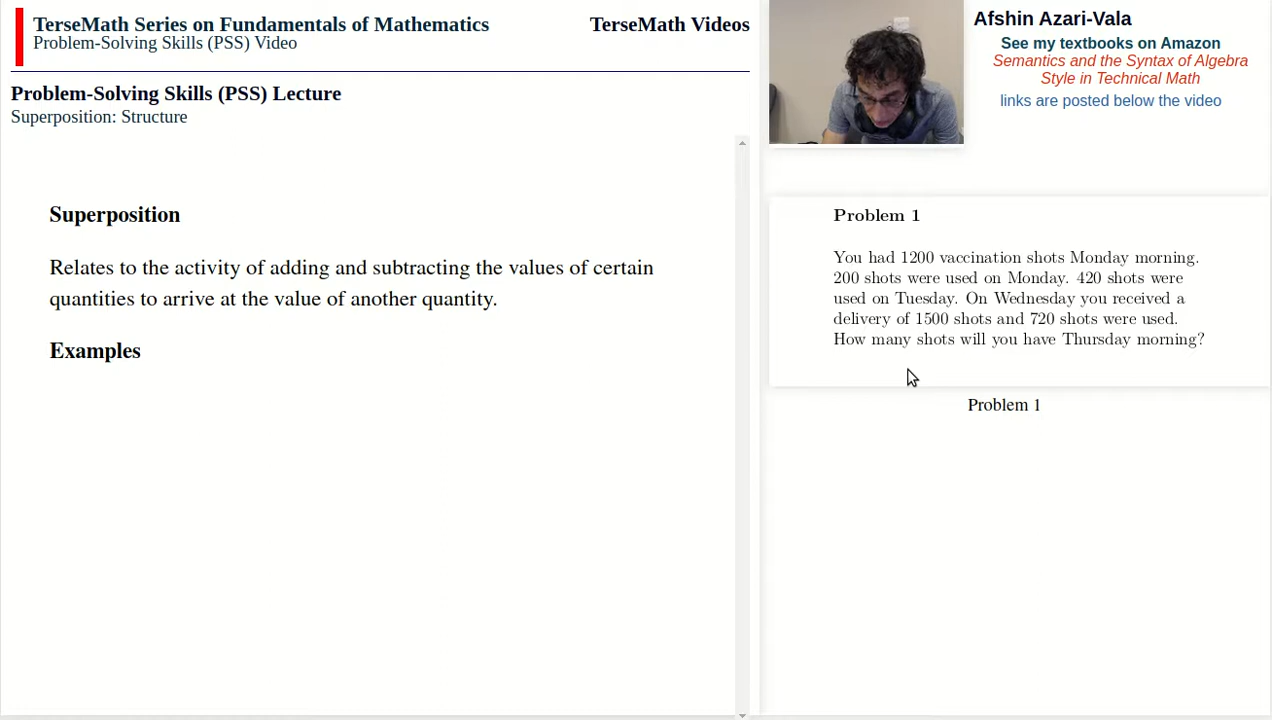 TerseMath Series on Fundamentals of Mathematics
Problem-Solving Skills (PSS) Video
TerseMath Videos
Problem-Solving Skills (PSS) Lecture
Superposition: Structure
Superposition
Relates to the activity of adding and subtracting the values of certain
quantities to arrive at the value of another quantity.
Examples
Afshin Azari-Vala
See my textbooks on Amazon
Semantics and the Syntax of Algebra
Style in Technical Math
links are posted below the video
Problem 1
You had 1200 vaccination shots Monday morning.
200 shots were used on Monday. 420 shots were
used on Tuesday. On Wednesday you received a
delivery of 1500 shots and 720 shots were used.
How many shots will you have Thursday morning?
Problem 1